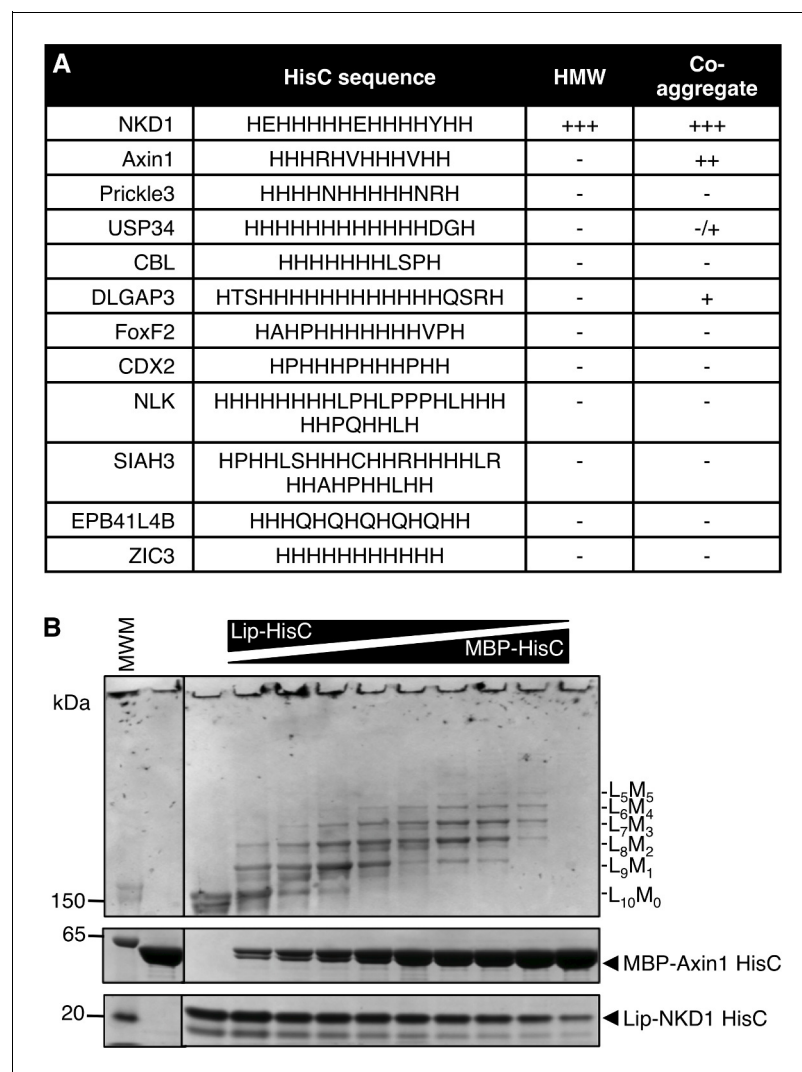 A
HisC sequence HMW Co-
aggregate
NKD1 HEHHHHHEHHHHYHH +++ +++
Axin1 HHHRHVHHHVHH - ++
Prickle3 HHHHNHHHHHNRH - -
USP34 HHHHHHHHHHHHDGH - -/+
CBL HHHHHHHLSPH - -
DLGAP3 HTSHHHHHHHHHHHHQSRH - +
FoxF2 HAHPHHHHHHHVPH - -
CDX2 HPHHHPHHHPHH - -
NLK HHHHHHHHLPHLPPPHLHHH - -
HHPQHHLH
SIAH3 HPHHLSHHHCHHRHHHHLR - -
HHAHPHHLHH
EPB41L4B HHHQHQHQHQHQHH - -
ZIC3 HHHHHHHHHHH - -
B
MWM
Lip-HisC
MBP-HisC
kDa
-L5M5
-L6M4
-L7M3
-L8M2
-L9M1
-L10M0
150
65
◀MBP-Axin1 HisC
20
◀Lip-NKD1 HisC